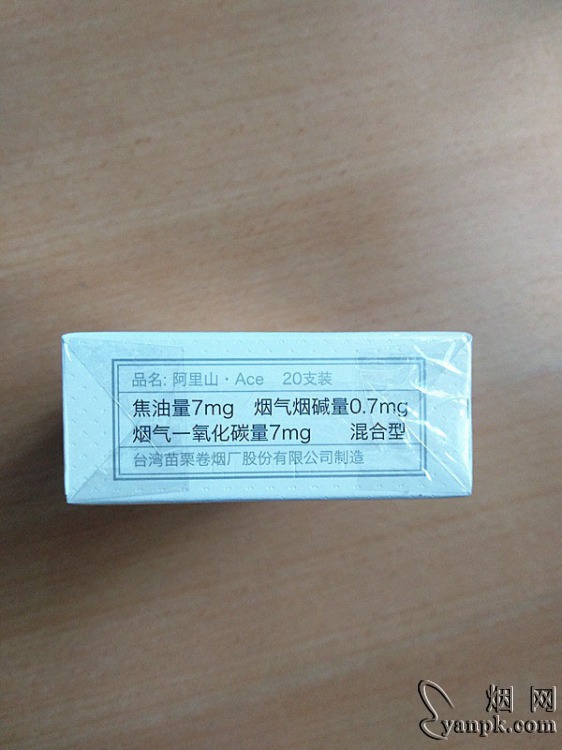 品名: 阿里山·Ace 20支装
焦油量7mg 烟气烟碱量0.7mg
烟气一氧化碳量7mg 混合型
台湾苗栗卷烟厂股份有限公司制造
烟网
yanpk.com